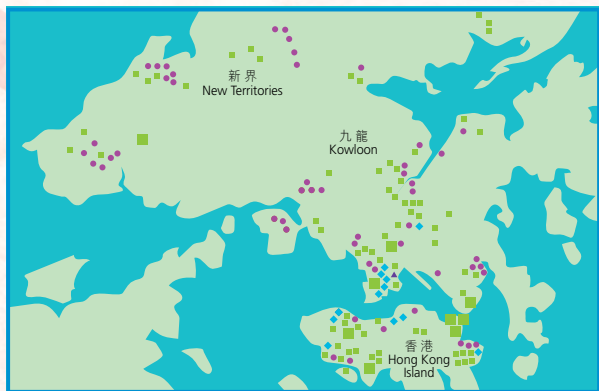 新界
New Territories
九龍
Kowloon
香港
Hong Kong
Island